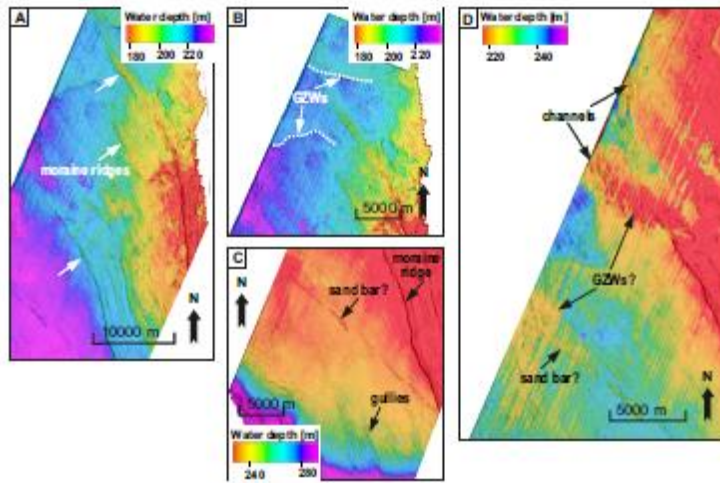 A
Water depth [m]
180 200 220
moraine ridges
N
10000 m
B
Water depth [m]
180 200 220
GZWs
N
5000 m
C
N
moraine
ridge
sand bar?
gullies
5000 m
Water depth [m]
240 280
D
Water depth [m]
220 240
channels
GZWs?
sand bar?
N
5000 m